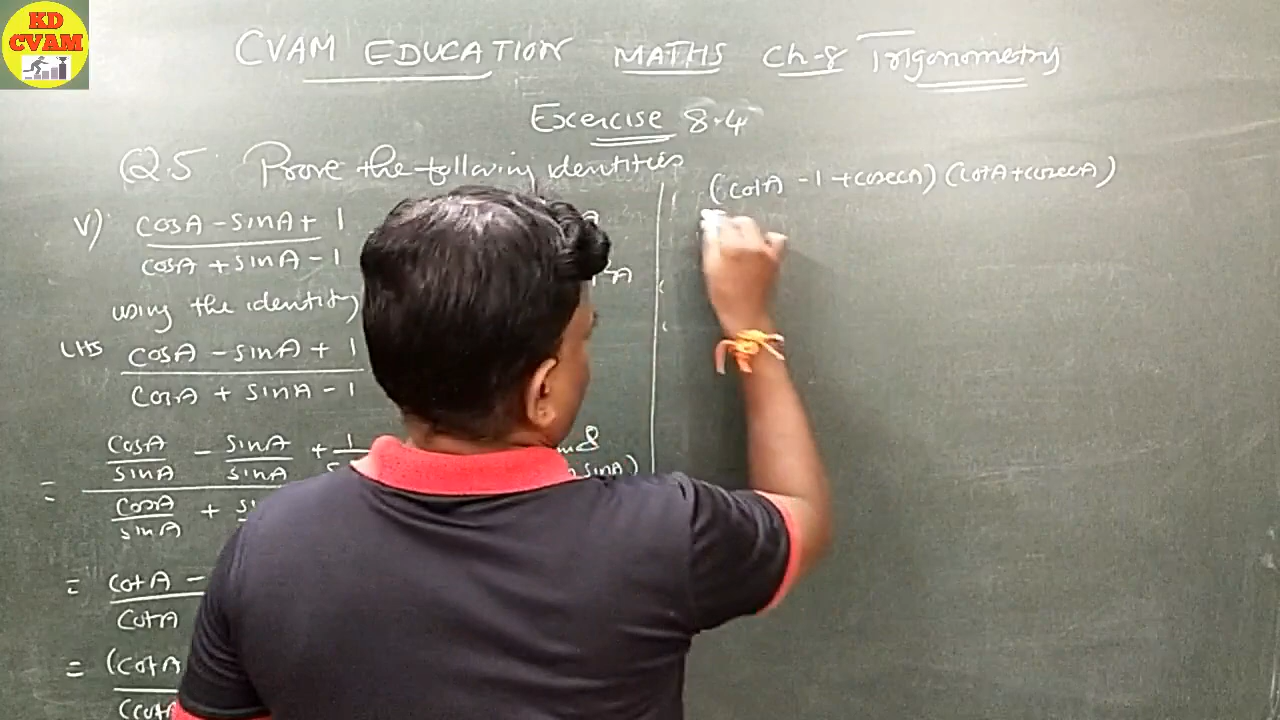 KD
CVAM
CVAM EDUCATION MATHS Ch-8 Trigonometry
Exercise 8.4
Q.5 Prove the following identities
v) cosA - sinA + 1
cosA + sinA - 1
using the identity
LHS cosA - sinA + 1
cosA + sinA - 1
cosA/sinA - sinA/sinA + 1
= cosA/sinA +
sinA)
= cotA -
cotA
= (cotA
(cotA
(cotA - 1 + cosecA) (cotA + cosecA)